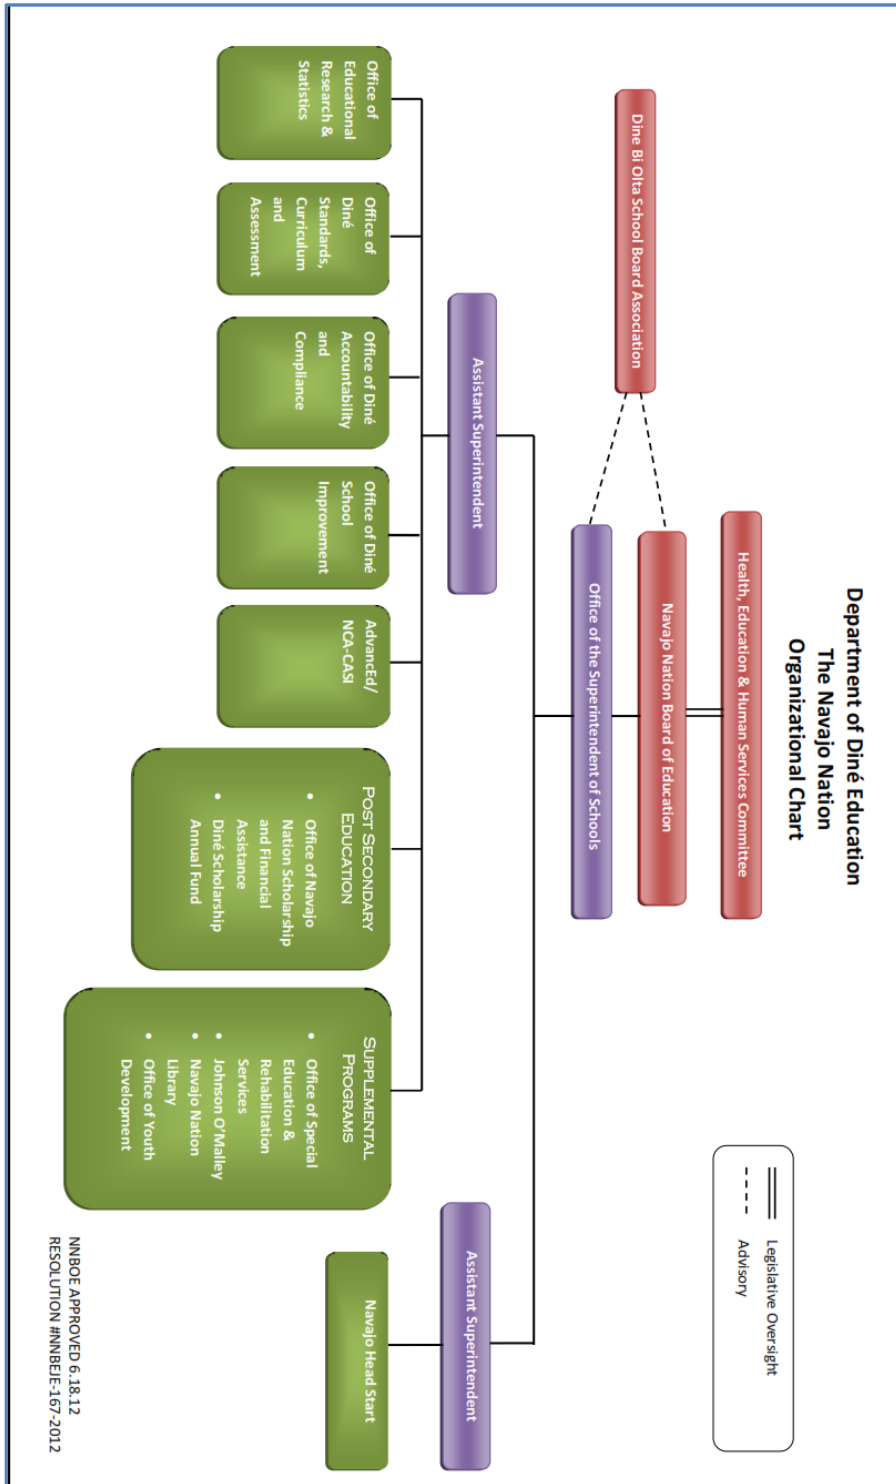 Department of Diné Education
The Navajo Nation
Organizational Chart
Legislative Oversight
Advisory
Health, Education & Human Services Committee
Navajo Nation Board of Education
Dine Bi Olta School Board Association
Office of the Superintendent of Schools
Assistant Superintendent
Assistant Superintendent
Office of
Educational
Research &
Statistics
Office of
Diné
Standards,
Curriculum
and
Assessment
Office of Diné
Accountability
and
Compliance
Office of Diné
School
Improvement
AdvancEd/
NCA-CASI
POST SECONDARY
EDUCATION
• Office of Navajo
Nation Scholarship
and Financial
Assistance
• Diné Scholarship
Annual Fund
SUPPLEMENTAL
PROGRAMS
• Office of Special
Education &
Rehabilitation
Services
• Johnson O’Malley
• Navajo Nation
Library
• Office of Youth
Development
Navajo Head Start
NNBOE APPROVED 6.18.12
RESOLUTION #NNBEJE-167-2012